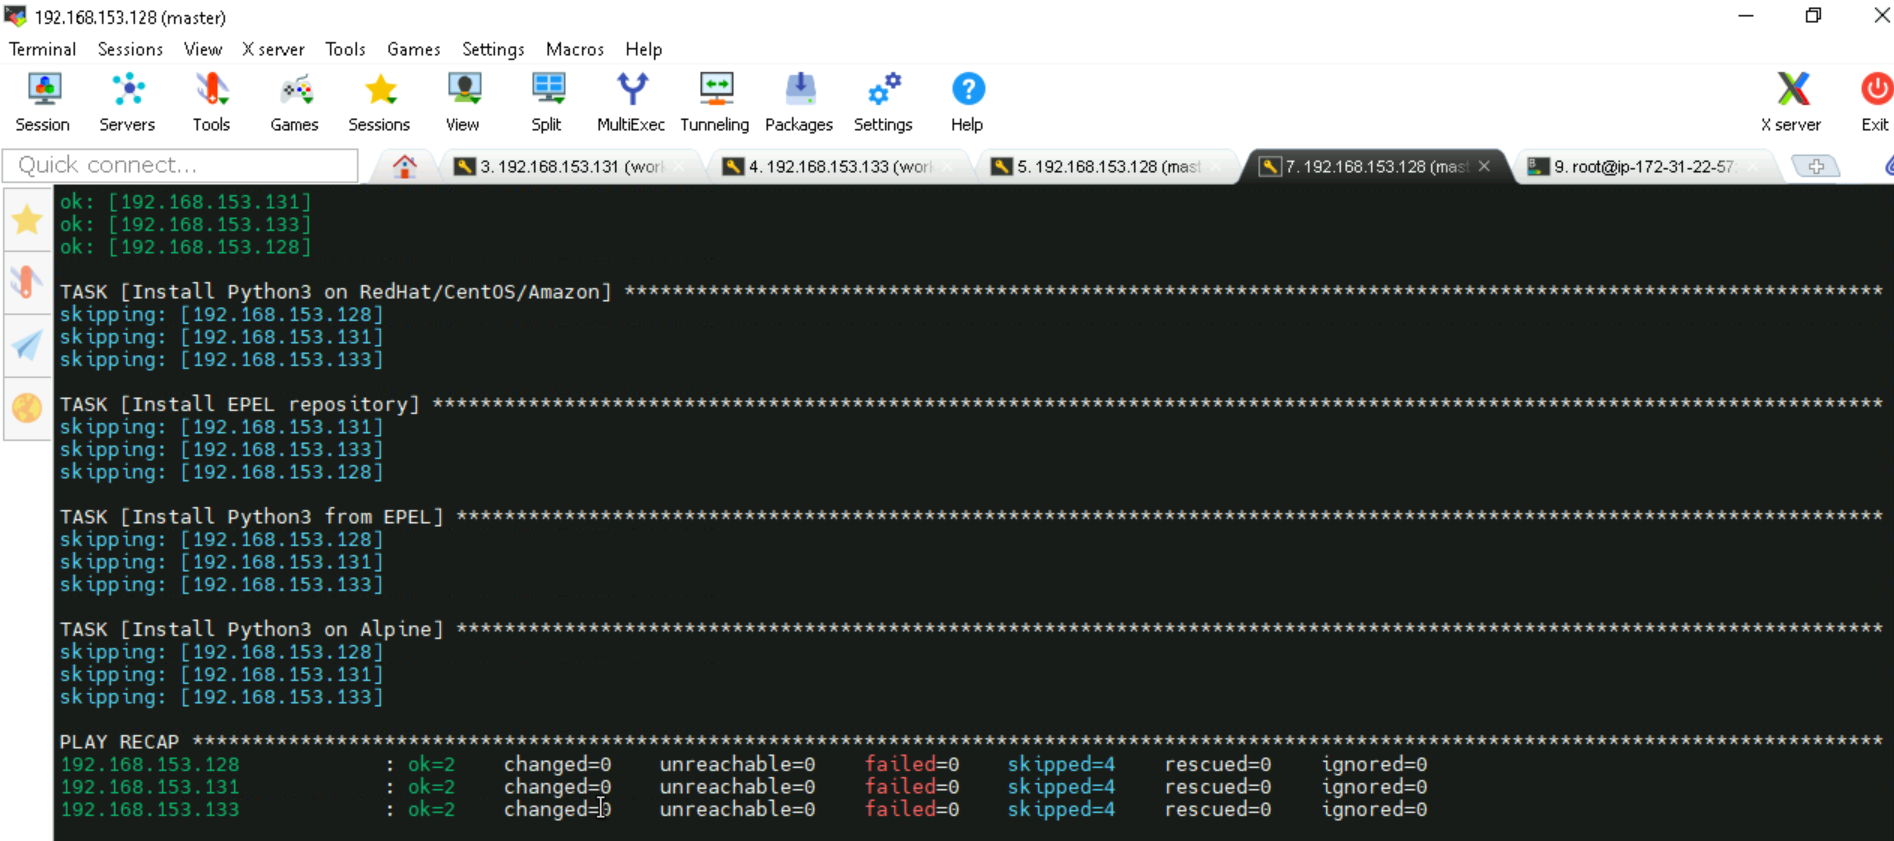 192.168.153.128 (master)
Terminal Sessions View X server Tools Games Settings Macros Help
Session Servers Tools Games Sessions View Split MultiExec Tunneling Packages Settings Help X server Exit
Quick connect... 3. 192.168.153.131 (wor 4. 192.168.153.133 (wor 5. 192.168.153.128 (mast 7. 192.168.153.128 (mast 9. root@ip-172-31-22-57:
ok: [192.168.153.131]
ok: [192.168.153.133]
ok: [192.168.153.128]
TASK [Install Python3 on RedHat/CentOS/Amazon] *********************************************************************************************************
skipping: [192.168.153.128]
skipping: [192.168.153.131]
skipping: [192.168.153.133]
TASK [Install EPEL repository] *************************************************************************************************************************
skipping: [192.168.153.131]
skipping: [192.168.153.133]
skipping: [192.168.153.128]
TASK [Install Python3 from EPEL] ***********************************************************************************************************************
skipping: [192.168.153.128]
skipping: [192.168.153.131]
skipping: [192.168.153.133]
TASK [Install Python3 on Alpine] ***********************************************************************************************************************
skipping: [192.168.153.128]
skipping: [192.168.153.131]
skipping: [192.168.153.133]
PLAY RECAP *********************************************************************************************************************************************
192.168.153.128 : ok=2 changed=0 unreachable=0 failed=0 skipped=4 rescued=0 ignored=0
192.168.153.131 : ok=2 changed=0 unreachable=0 failed=0 skipped=4 rescued=0 ignored=0
192.168.153.133 : ok=2 changed=0 unreachable=0 failed=0 skipped=4 rescued=0 ignored=0